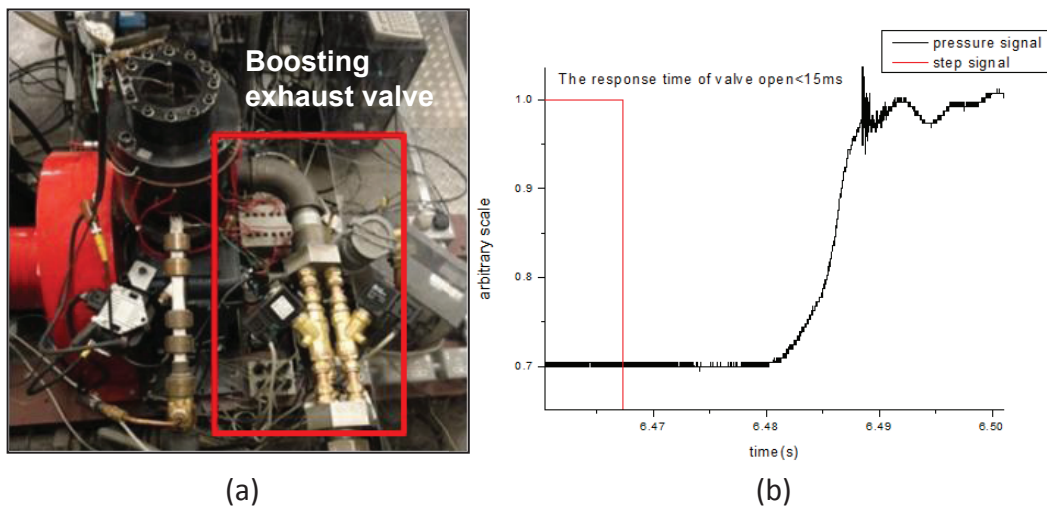 Boosting
exhaust valve
pressure signal
step signal
The response time of valve open<15ms
1.0
0.9
0.8
0.7
arbitrary scale
6.47 6.48 6.49 6.50
time(s)
(a) (b)